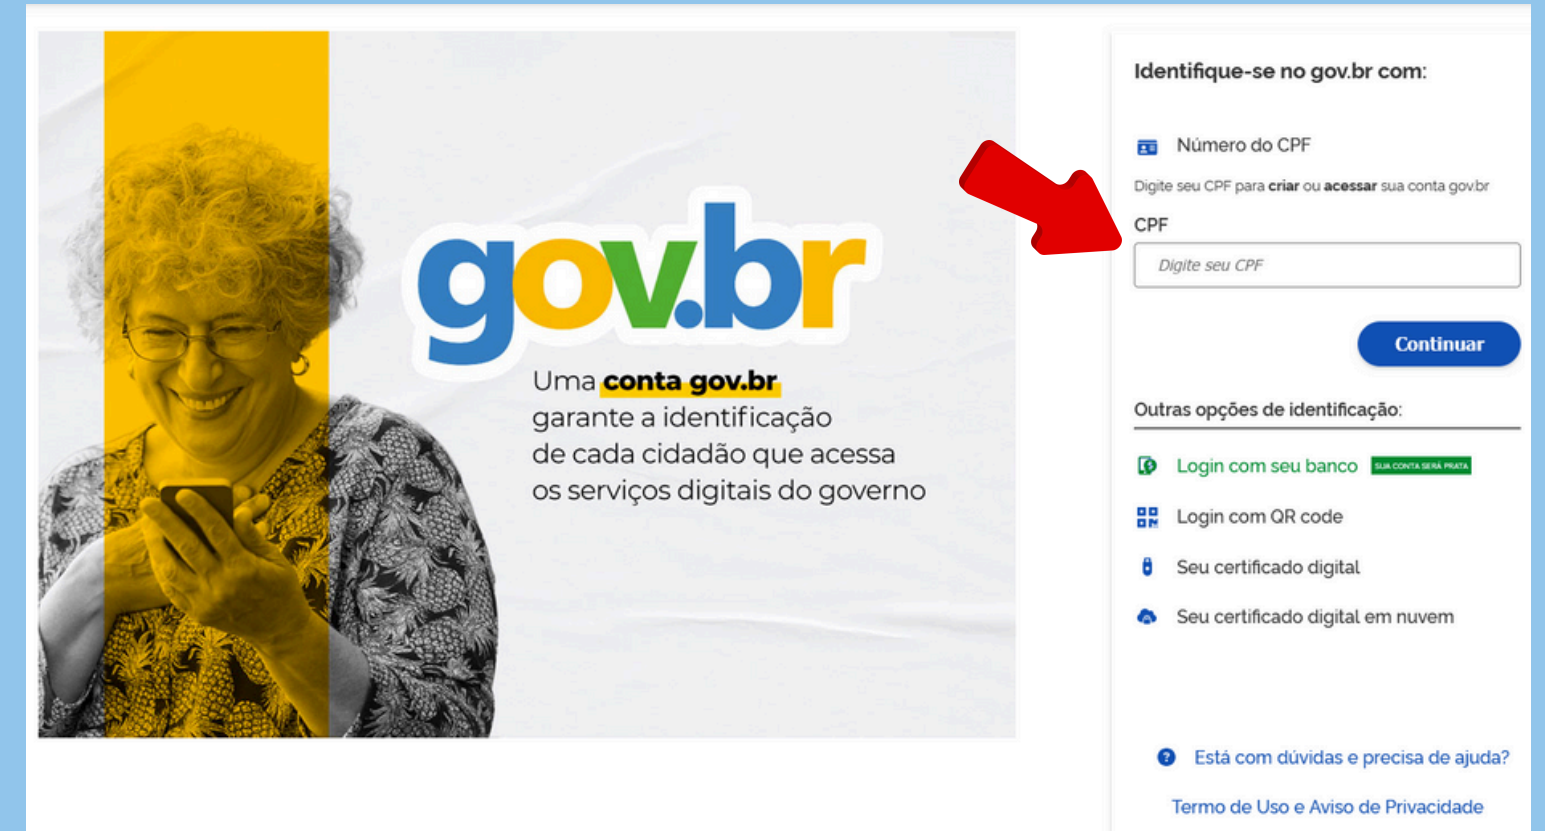 gov.br
Uma conta gov.br
garante a identificação
de cada cidadão que acessa
os serviços digitais do governo
Identifique-se no gov.br com:
Número do CPF
Digite seu CPF para criar ou acessar sua conta gov.br
CPF
Digite seu CPF
Continuar
Outras opções de identificação:
Login com seu banco SUA CONTA SERÁ PRATA
Login com QR code
Seu certificado digital
Seu certificado digital em nuvem
Está com dúvidas e precisa de ajuda?
Termo de Uso e Aviso de Privacidade